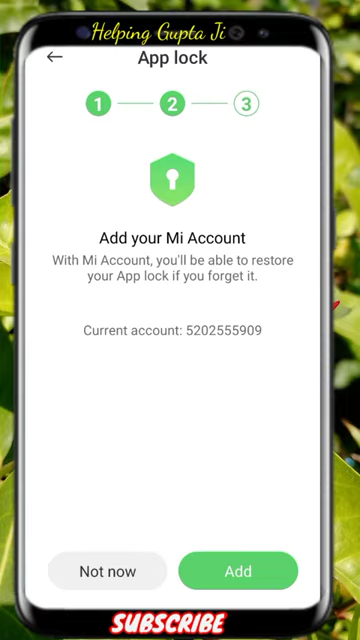 Helping Gupta Ji
App lock
1
2
3
Add your Mi Account
With Mi Account, you'll be able to restore
your App lock if you forget it.
Current account: 5202555909
Not now
Add
SUBSCRIBE